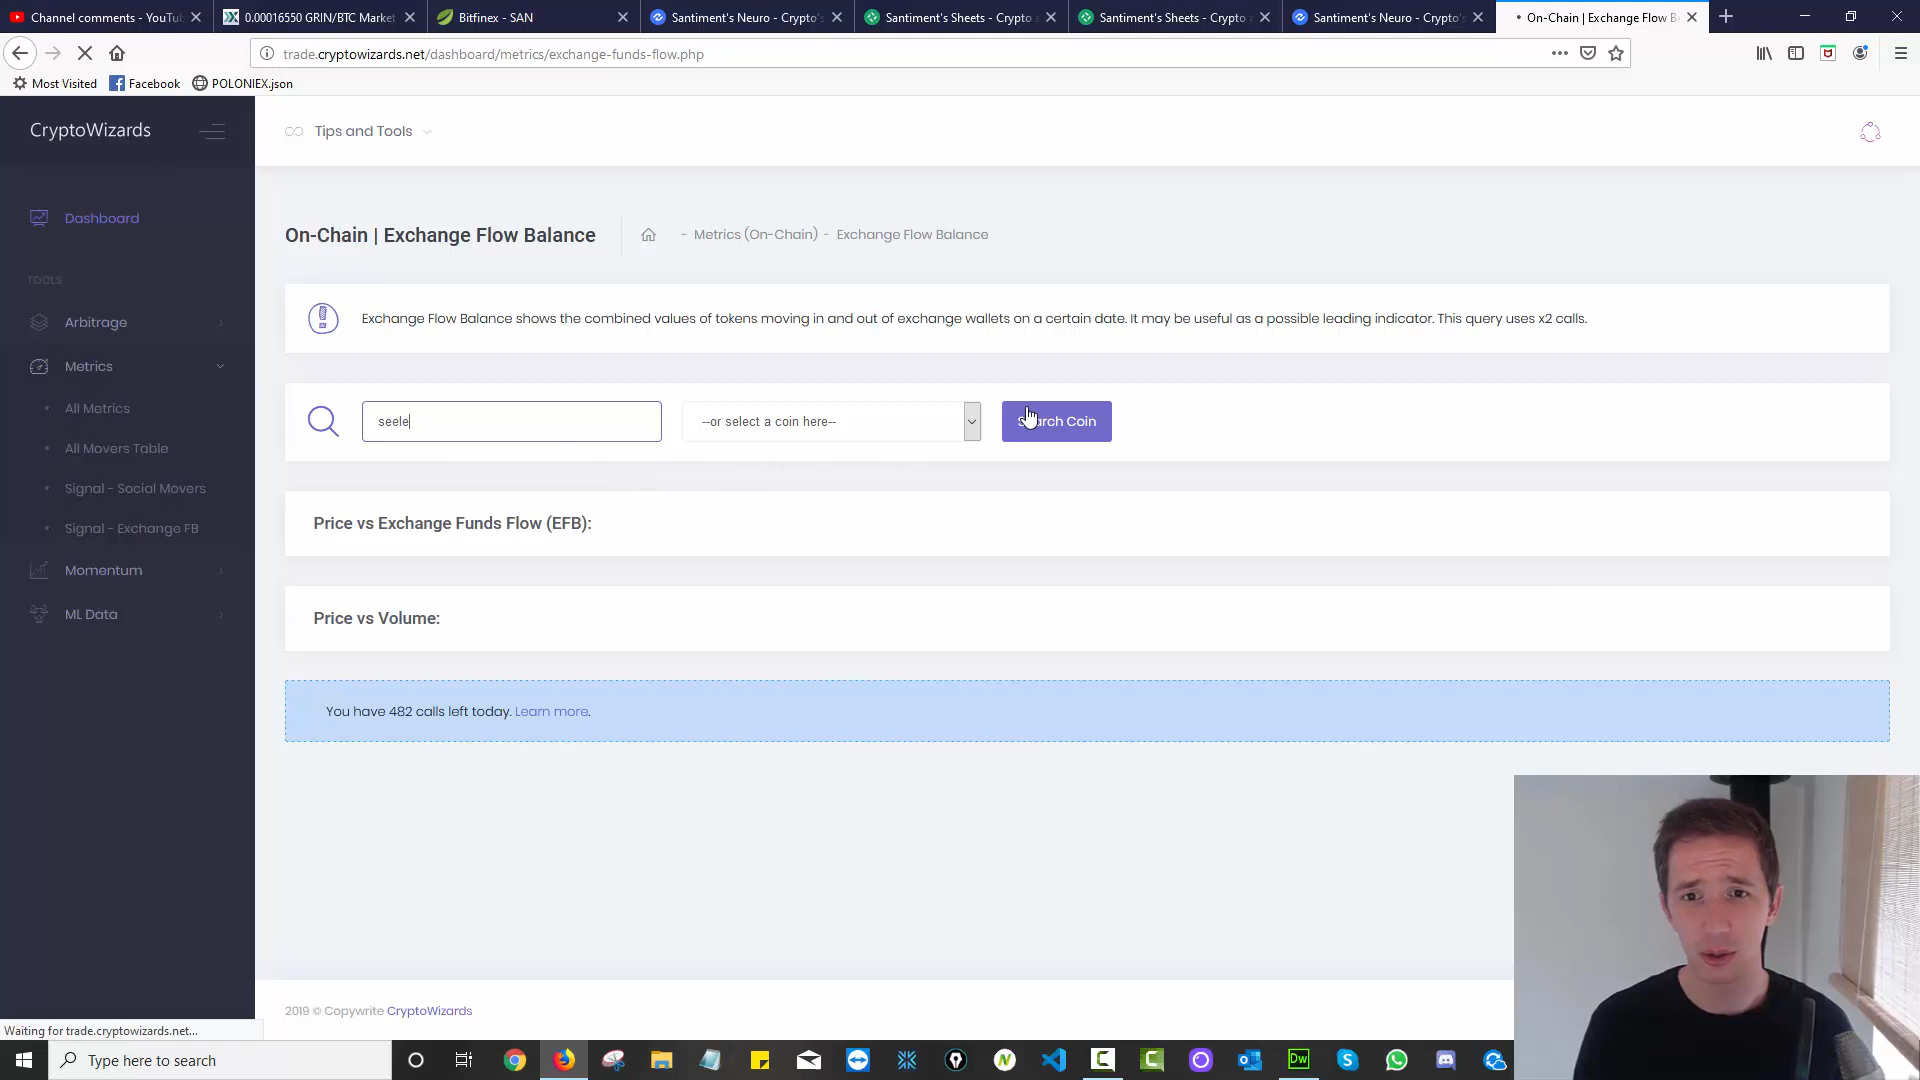 Channel comments - YouTu
0.00016550 GRIN/BTC Market
Bitfinex - SAN
Santiment's Neuro - Crypto's
Santiment's Sheets - Crypto a
Santiment's Sheets - Crypto a
Santiment's Neuro - Crypto's
On-Chain | Exchange Flow B
trade.cryptowizards.net/dashboard/metrics/exchange-funds-flow.php
Most Visited
Facebook
POLONIEX.json
CryptoWizards
Tips and Tools
Dashboard
On-Chain | Exchange Flow Balance
- Metrics (On-Chain) - Exchange Flow Balance
TOOLS
Arbitrage
Exchange Flow Balance shows the combined values of tokens moving in and out of exchange wallets on a certain date. It may be useful as a possible leading indicator. This query uses x2 calls.
Metrics
All Metrics
All Movers Table
Signal - Social Movers
Signal - Exchange FB
Momentum
ML Data
seele
--or select a coin here--
Search Coin
Price vs Exchange Funds Flow (EFB):
Price vs Volume:
You have 482 calls left today. Learn more.
2019 © Copywrite CryptoWizards
Waiting for trade.cryptowizards.net...
Type here to search
Dw